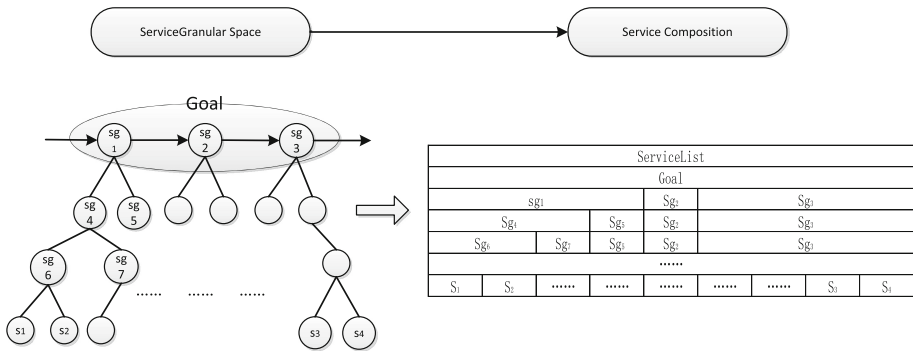 ServiceGranular Space
Service Composition
Goal
sg 1
sg 2
sg 3
sg 4
sg 5
sg 6
sg 7
...... ...... ......
s1
s2
s3
s4
ServiceList
Goal
sg1 Sg2 Sg3
Sg4 Sg5 Sg2 Sg3
Sg6 Sg7 Sg5 Sg2 Sg3
......
S1 S2 ...... ...... ...... ...... ...... S3 S4